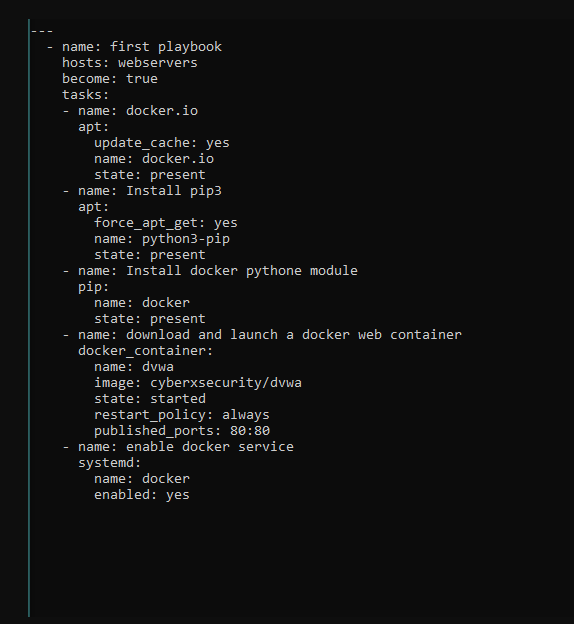 ---
  - name: first playbook
    hosts: webservers
    become: true
    tasks:
    - name: docker.io
      apt:
        update_cache: yes
        name: docker.io
        state: present
    - name: Install pip3
      apt:
        force_apt_get: yes
        name: python3-pip
        state: present
    - name: Install docker pythone module
      pip:
        name: docker
        state: present
    - name: download and launch a docker web container
      docker_container:
        name: dvwa
        image: cyberxsecurity/dvwa
        state: started
        restart_policy: always
        published_ports: 80:80
    - name: enable docker service
      systemd:
        name: docker
        enabled: yes